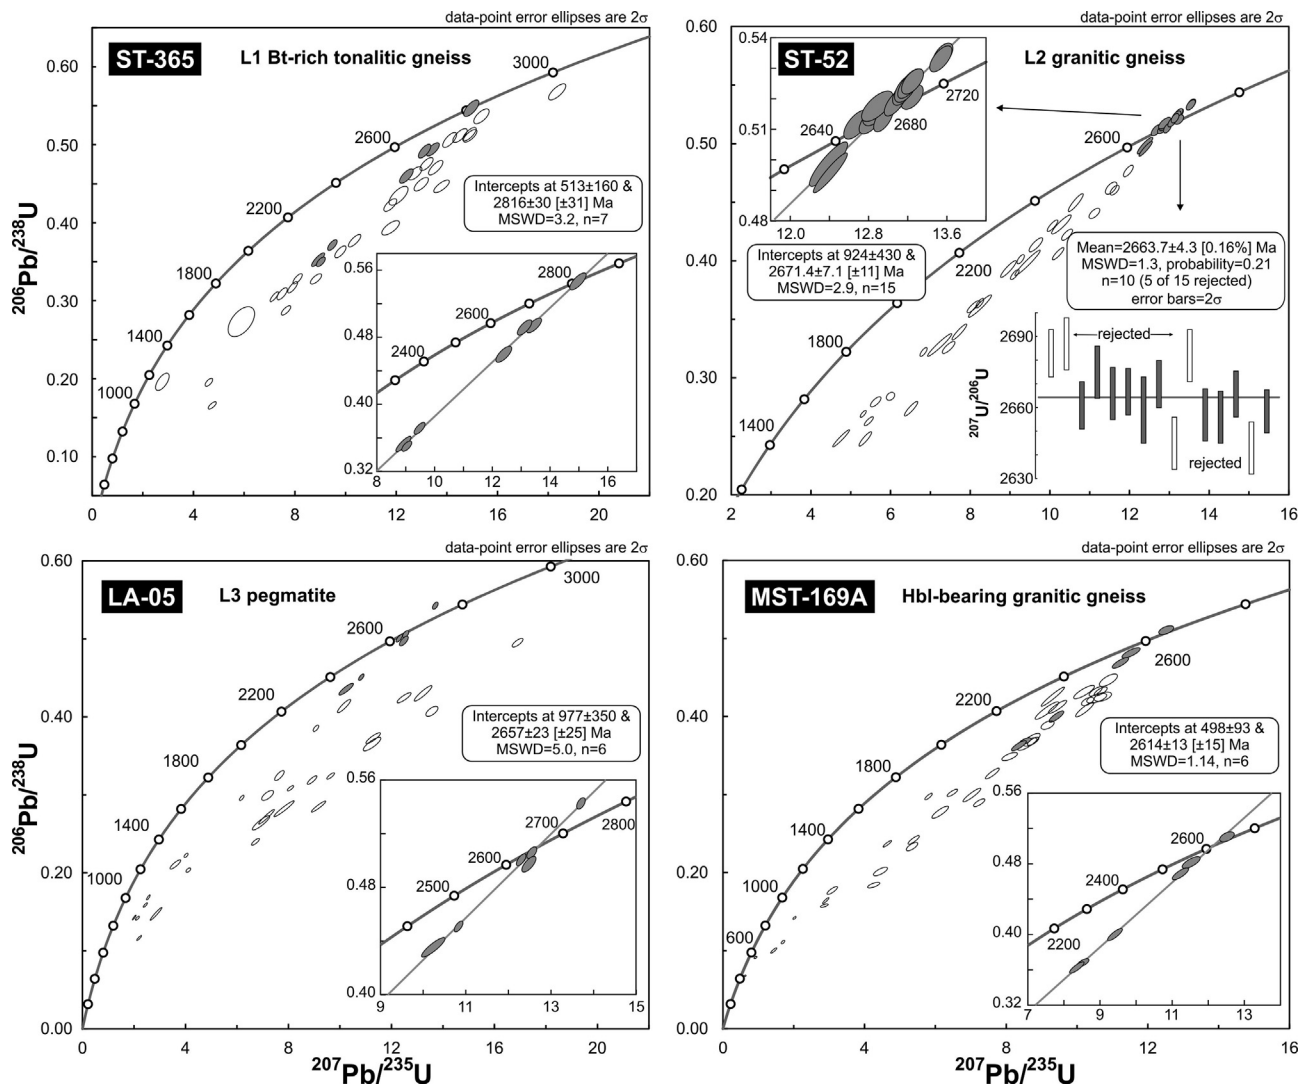 data-point error ellipses are 2σ
ST-365
L1 Bt-rich tonalitic gneiss
206Pb/238U
0.60
0.50
0.40
0.30
0.20
0.10
3000
2600
2200
1800
1400
1000
Intercepts at 513±160 &
2816±30 [±31] Ma
MSWD=3.2, n=7
0.56
0.48
0.40
0.32
2800
2600
2400
8 10 12 14 16
0 4 8 12 16 20
data-point error ellipses are 2σ
ST-52
L2 granitic gneiss
0.60
0.50
0.40
0.30
0.20
0.54
0.51
0.48
2720
2680
2640
12.0 12.8 13.6
2600
2200
1800
1400
Intercepts at 924±430 &
2671.4±7.1 [±11] Ma
MSWD=2.9, n=15
Mean=2663.7±4.3 [0.16%] Ma
MSWD=1.3, probability=0.21
n=10 (5 of 15 rejected)
error bars=2σ
207U/206U
2690
2660
2630
rejected
rejected
2 4 6 8 10 12 14 16
data-point error ellipses are 2σ
LA-05
L3 pegmatite
206Pb/238U
0.60
0.40
0.20
0.00
3000
2600
2200
1800
1400
1000
Intercepts at 977±350 &
2657±23 [±25] Ma
MSWD=5.0, n=6
0.56
0.48
0.40
2800
2700
2600
2500
9 11 13 15
0 4 8 12 16 20
207Pb/235U
data-point error ellipses are 2σ
MST-169A
Hbl-bearing granitic gneiss
0.60
0.40
0.20
0.00
2600
2200
1800
1400
1000
600
Intercepts at 498±93 &
2614±13 [±15] Ma
MSWD=1.14, n=6
0.56
0.48
0.40
0.32
2600
2400
2200
7 9 11 13
0 4 8 12 16
207Pb/235U